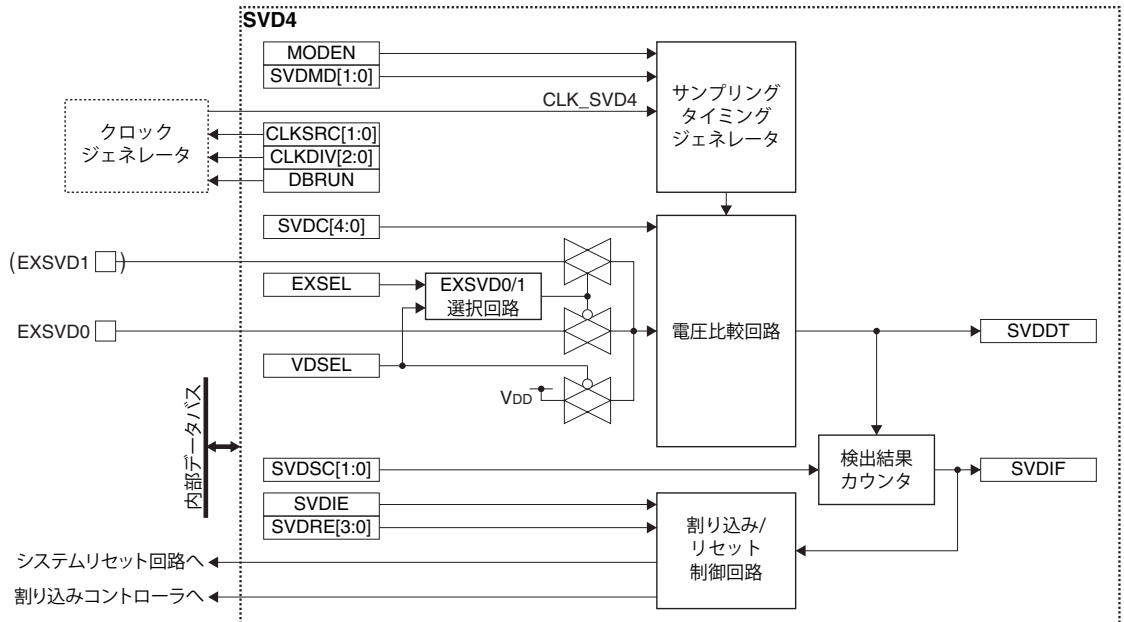 SVD4
MODEN
SVDMD[1:0]
CLK_SVD4
サンプリング
タイミング
ジェネレータ
クロック
ジェネレータ
CLKSRC[1:0]
CLKDIV[2:0]
DBRUN
SVDC[4:0]
(EXSVD1 )
EXSEL
EXSVD0/1
選択回路
EXSVD0
電圧比較回路
SVDDT
VDSEL
VDD
内部データバス
SVDSC[1:0]
検出結果
カウンタ
SVDIF
SVDIE
SVDRE[3:0]
割り込み/
リセット
制御回路
システムリセット回路へ
割り込みコントローラへ